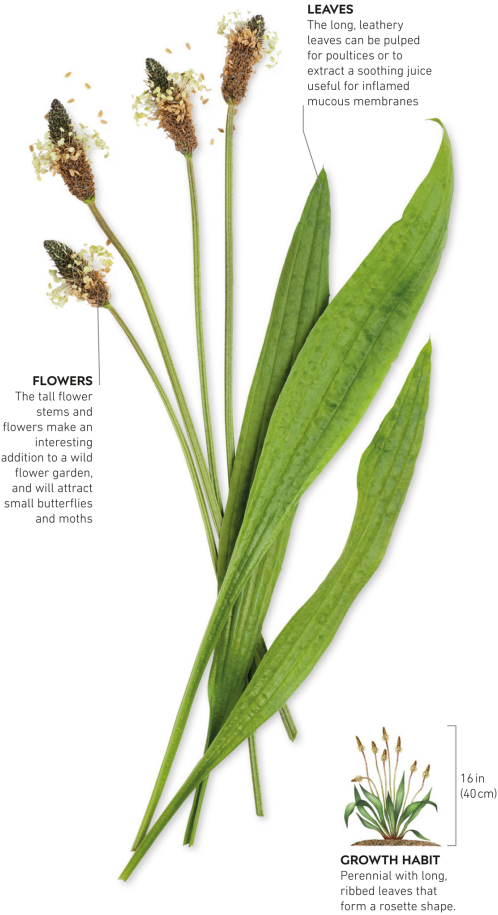 LEAVES
The long, leathery
leaves can be pulped
for poultices or to
extract a soothing juice
useful for inflamed
mucous membranes
FLOWERS
The tall flower
stems and
flowers make an
interesting
addition to a wild
flower garden,
and will attract
small butterflies
and moths
16 in
(40 cm)
GROWTH HABIT
Perennial with long,
ribbed leaves that
form a rosette shape.